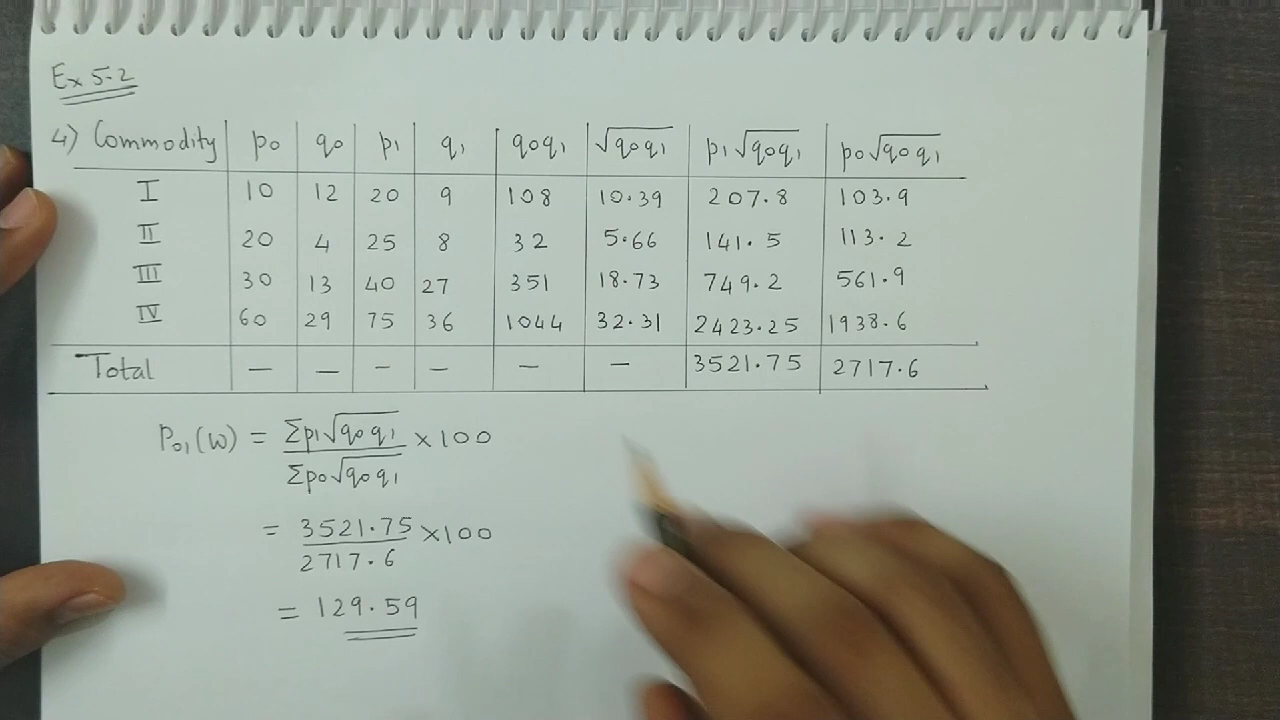 Ex 5.2
4) Commodity p0 q0 p1 q1 q0q1 √q0q1 p1√q0q1 p0√q0q1
I 10 12 20 9 108 10.39 207.8 103.9
II 20 4 25 8 32 5.66 141.5 113.2
III 30 13 40 27 351 18.73 749.2 561.9
IV 60 29 75 36 1044 32.31 2423.25 1938.6
Total — — — — — — 3521.75 2717.6
P01(W) = Σp1√q0q1 × 100
Σp0√q0q1
= 3521.75 ×100
2717.6
= 129.59